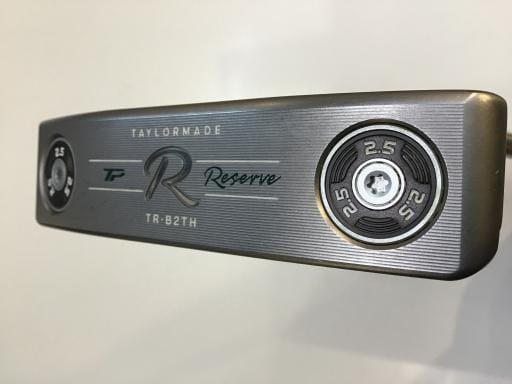 TAYLORMADE
TP R Reserve
TR-B2TH
2.5
2.5 2.5 2.5